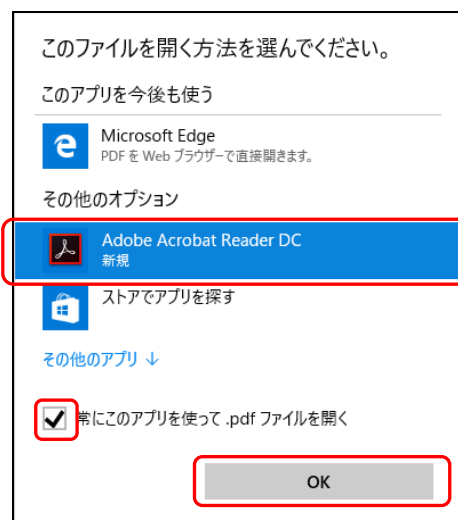 このファイルを開く方法を選んでください。
このアプリを今後も使う
Microsoft Edge
PDF を Web ブラウザーで直接開きます。
その他のオプション
Adobe Acrobat Reader DC
新規
ストアでアプリを探す
その他のアプリ ↓
常にこのアプリを使って .pdf ファイルを開く
OK